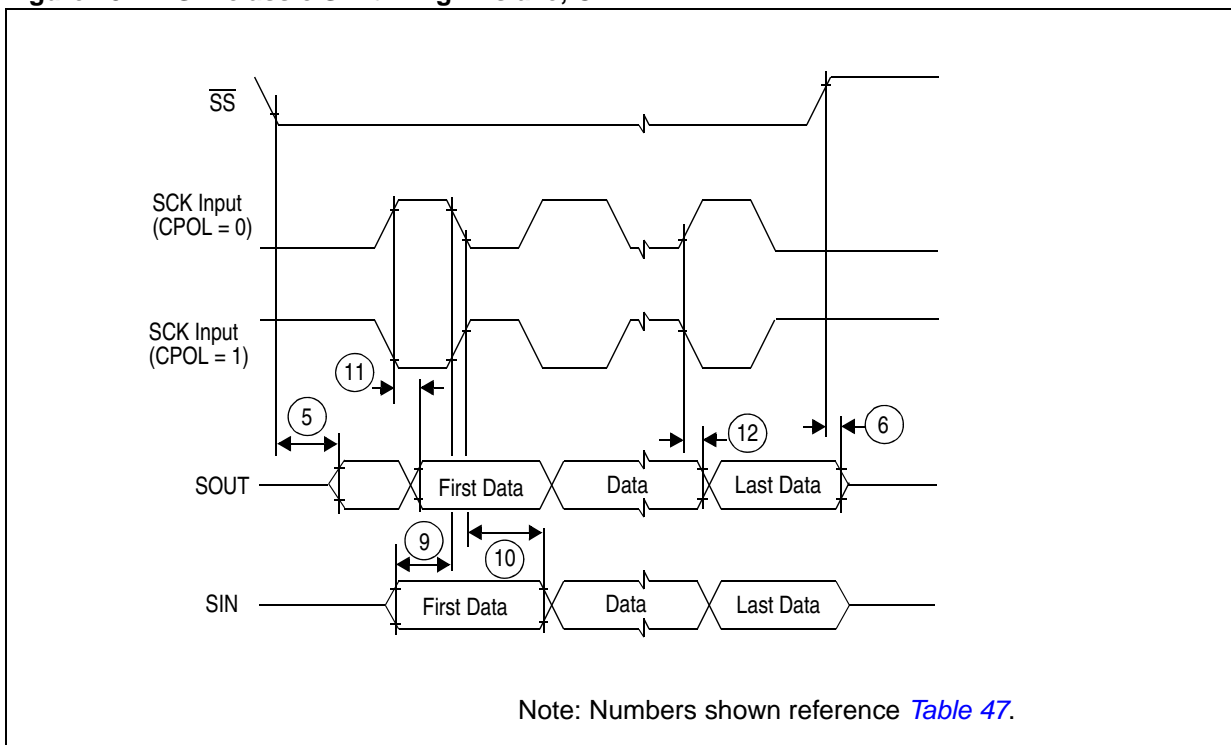 SS
SCK Input
(CPOL = 0)
SCK Input
(CPOL = 1)
11
5
12
6
SOUT
First Data
Data
Last Data
9
10
SIN
First Data
Data
Last Data
Note: Numbers shown reference Table 47.